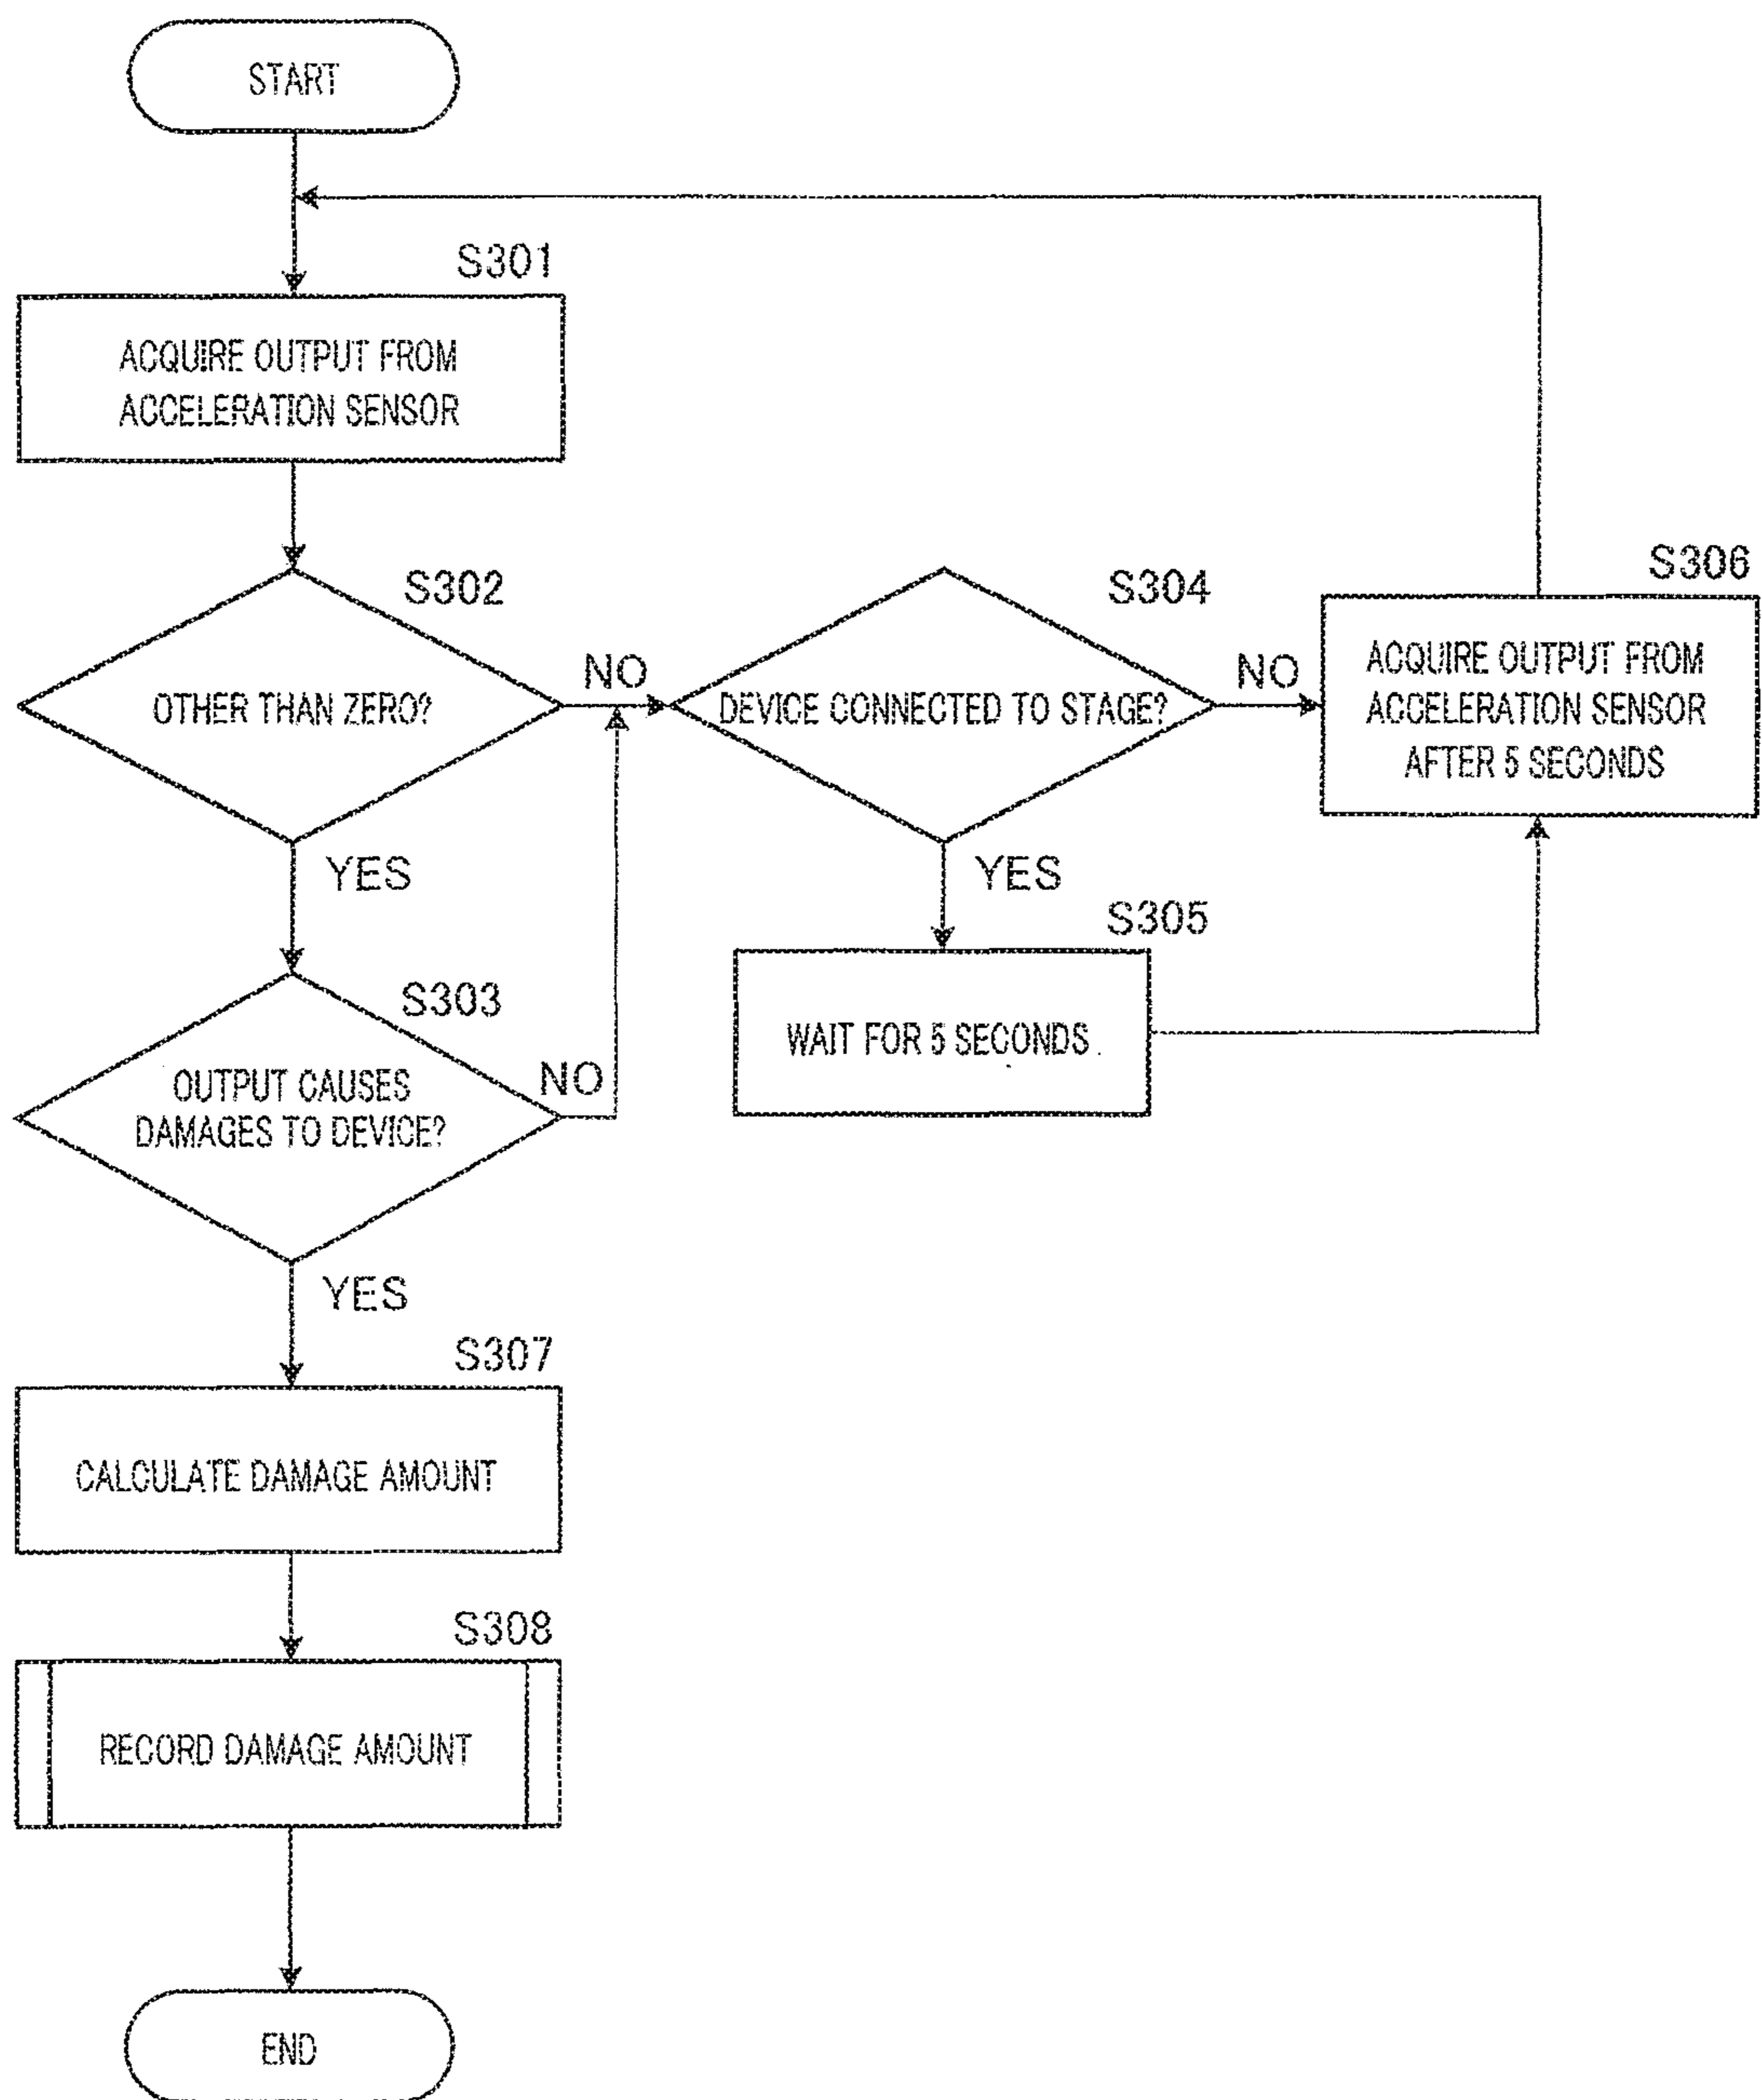 START
S301
ACQUIRE OUTPUT FROM
ACCELERATION SENSOR
S302
OTHER THAN ZERO?
NO
YES
S304
DEVICE CONNECTED TO STAGE?
NO
YES
S306
ACQUIRE OUTPUT FROM
ACCELERATION SENSOR
AFTER 5 SECONDS
S305
WAIT FOR 5 SECONDS
S303
OUTPUT CAUSES
DAMAGES TO DEVICE?
NO
YES
S307
CALCULATE DAMAGE AMOUNT
S308
RECORD DAMAGE AMOUNT
END